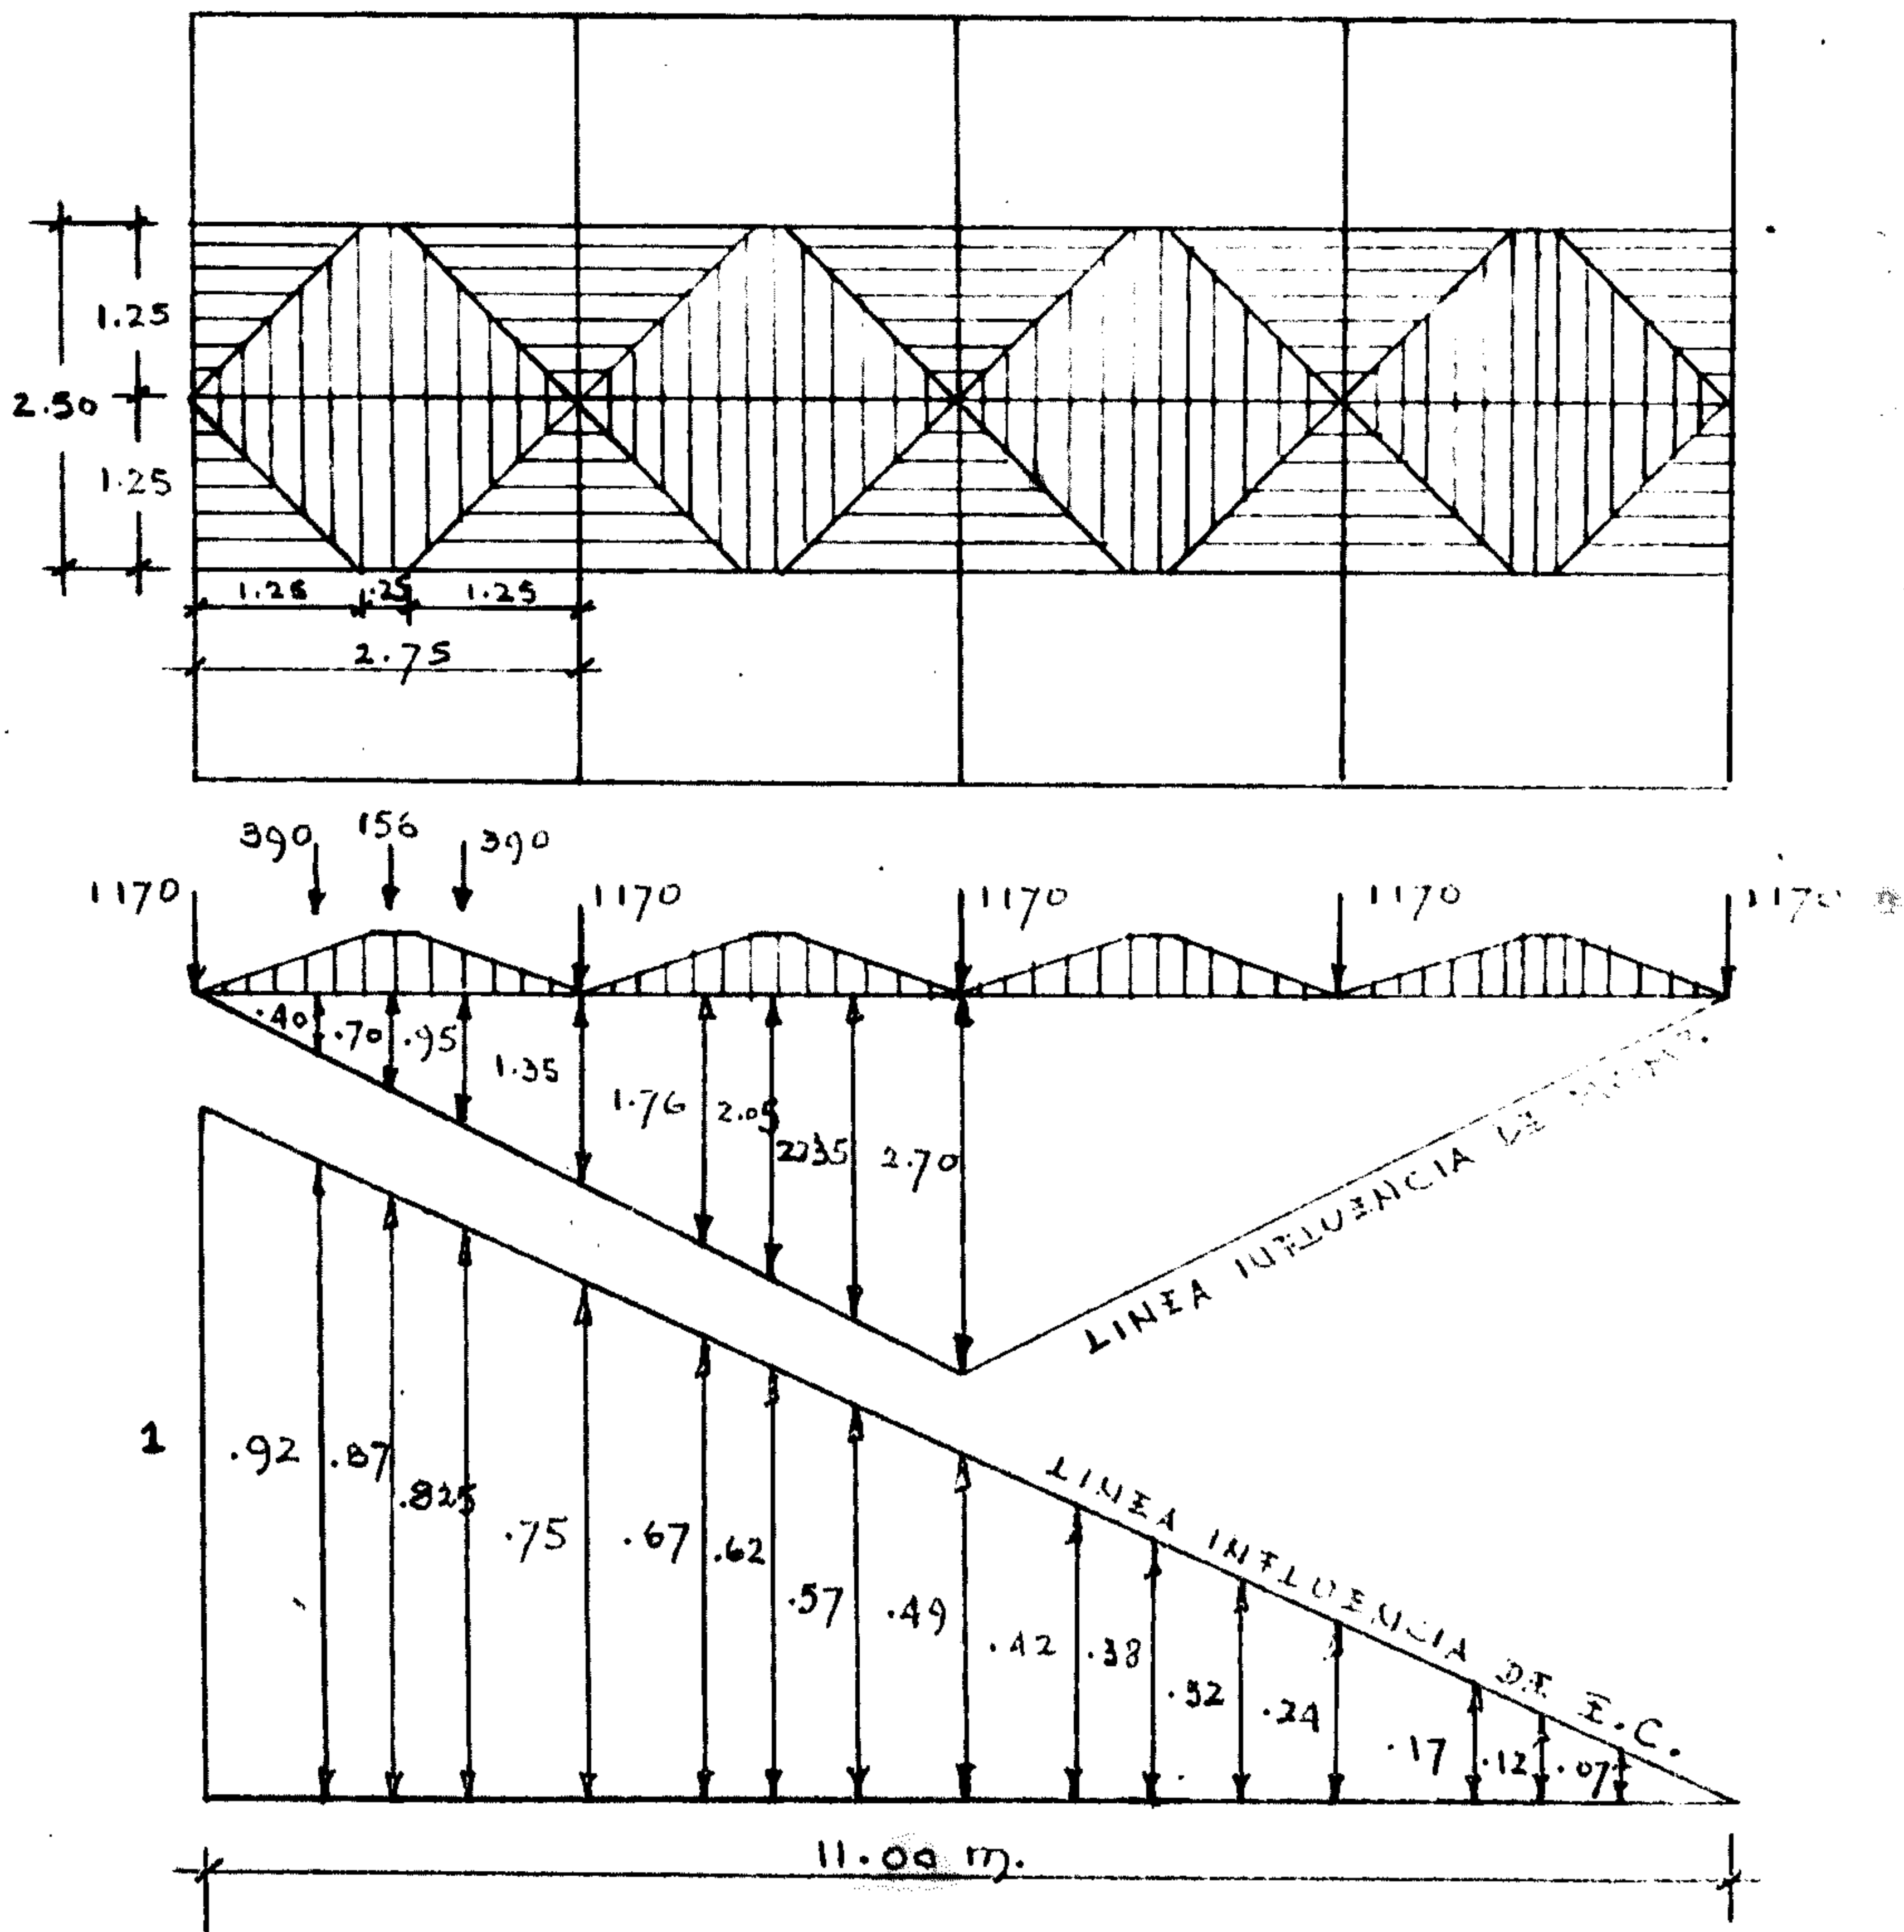 1.25
2.50
1.25
1.25 .25 1.25
2.75
390 156 390
1170 1170 1170 1170 1170
.40 .70 .95 1.35 1.76 2.05 2.35 2.70
LINEA INFLUENCIA DE
1
.92 .87 .825 .75 .67 .62 .57 .49 .42 .38 .32 .24 .17 .12 .07
LINEA INFLUENCIA DE E.C.
11.00 m.